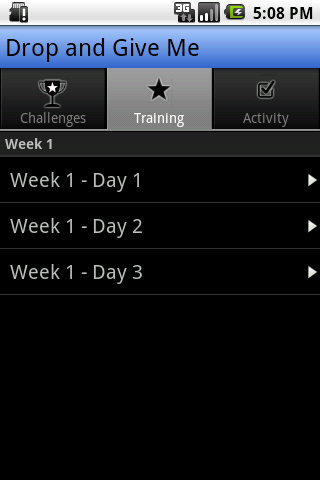 3G 5:08 PM
Drop and Give Me
Challenges Training Activity
Week 1
Week 1 - Day 1
Week 1 - Day 2
Week 1 - Day 3